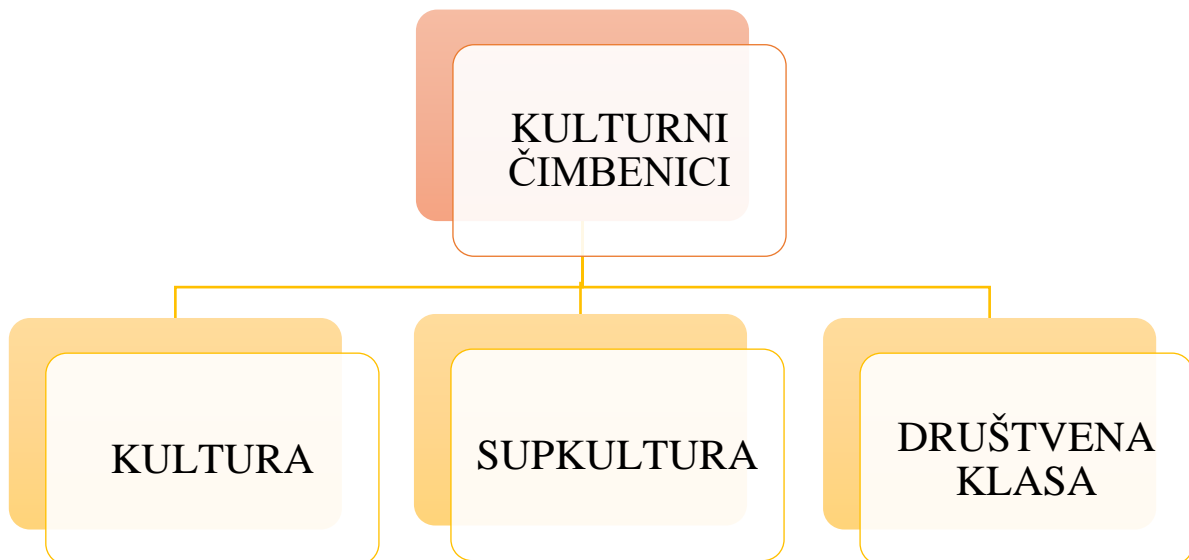 KULTURNI
ČIMBENICI
KULTURA
SUPKULTURA
DRUŠTVENA
KLASA